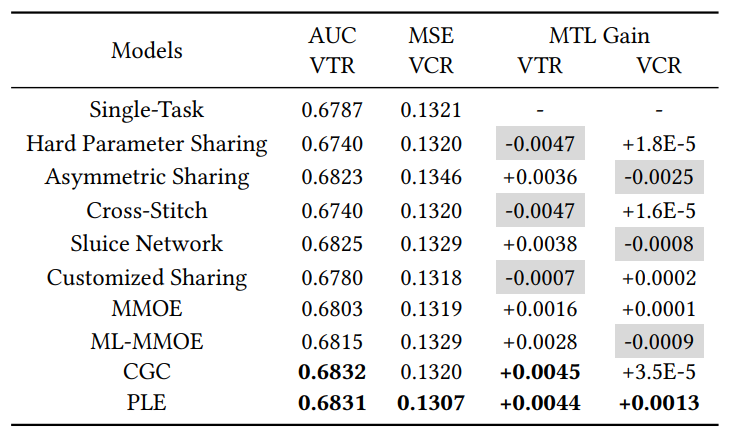 Models AUC VTR MSE VCR MTL Gain VTR VCR
Single-Task 0.6787 0.1321 - -
Hard Parameter Sharing 0.6740 0.1320 -0.0047 +1.8E-5
Asymmetric Sharing 0.6823 0.1346 +0.0036 -0.0025
Cross-Stitch 0.6740 0.1320 -0.0047 +1.6E-5
Sluice Network 0.6825 0.1329 +0.0038 -0.0008
Customized Sharing 0.6780 0.1318 -0.0007 +0.0002
MMOE 0.6803 0.1319 +0.0016 +0.0001
ML-MMOE 0.6815 0.1329 +0.0028 -0.0009
CGC 0.6832 0.1320 +0.0045 +3.5E-5
PLE 0.6831 0.1307 +0.0044 +0.0013